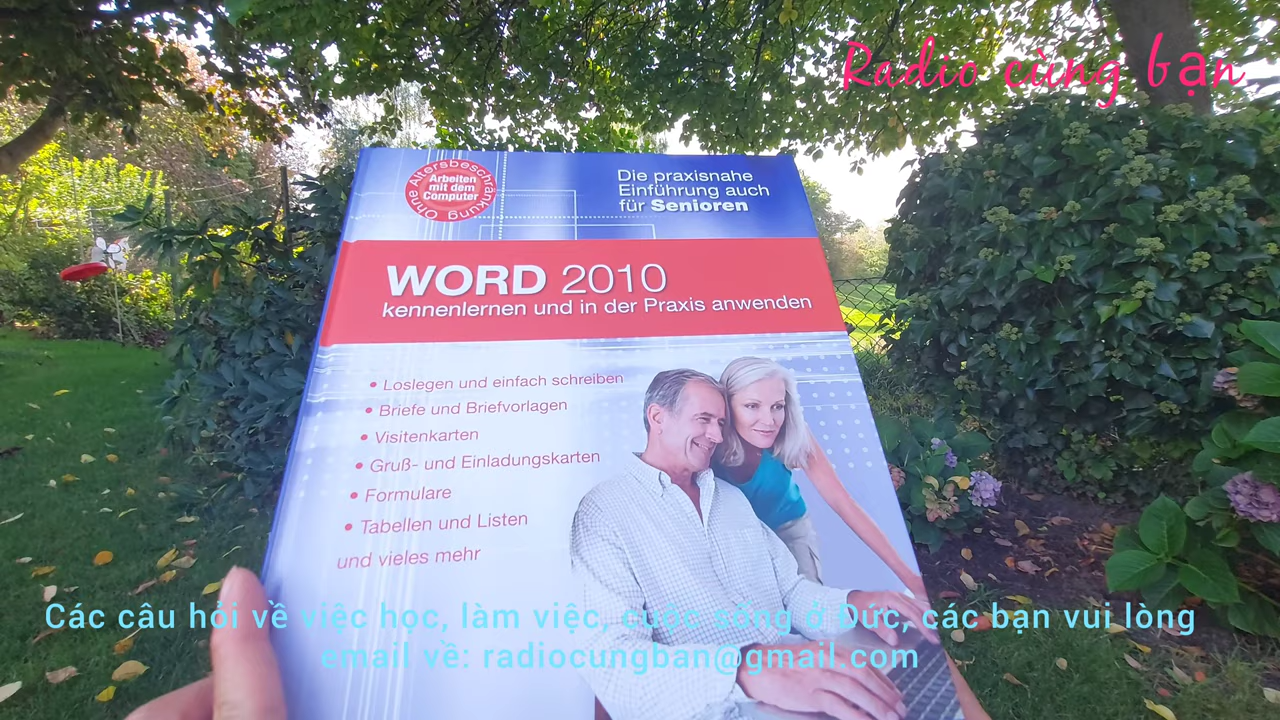 Radio cùng bạn
Ohne Altersbeschränkung
Arbeiten
mit dem
Computer
Die praxisnahe
Einführung auch
für Senioren
WORD 2010
kennenlernen und in der Praxis anwenden
• Loslegen und einfach schreiben
• Briefe und Briefvorlagen
• Visitenkarten
• Gruß- und Einladungskarten
• Formulare
• Tabellen und Listen
und vieles mehr
Các câu hỏi về việc học, làm việc, cuộc sống ở Đức, các bạn vui lòng
email về: radiocungban@gmail.com